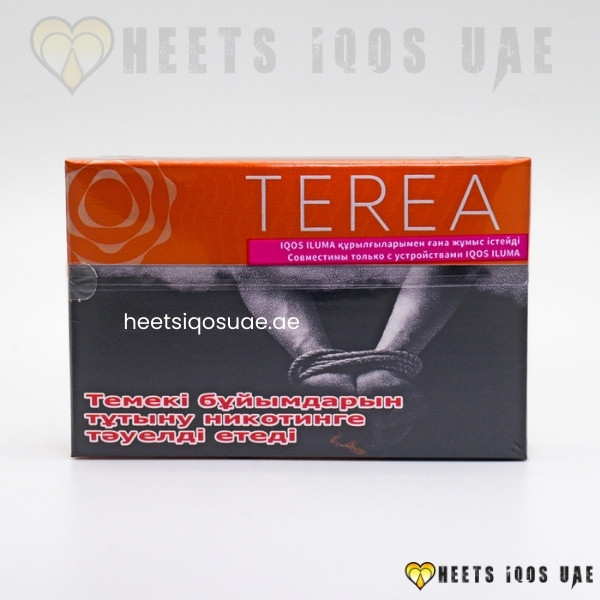 HEETS iQOS UAE
TEREA
IQOS ILUMA құрылғыларымен ғана жұмыс істейді
Совместимы только с устройствами IQOS ILUMA
heetsiqosuae.ae
Темекі бұйымдарын
тұтыну никотинге
тәуелді етеді
HEETS iQOS UAE